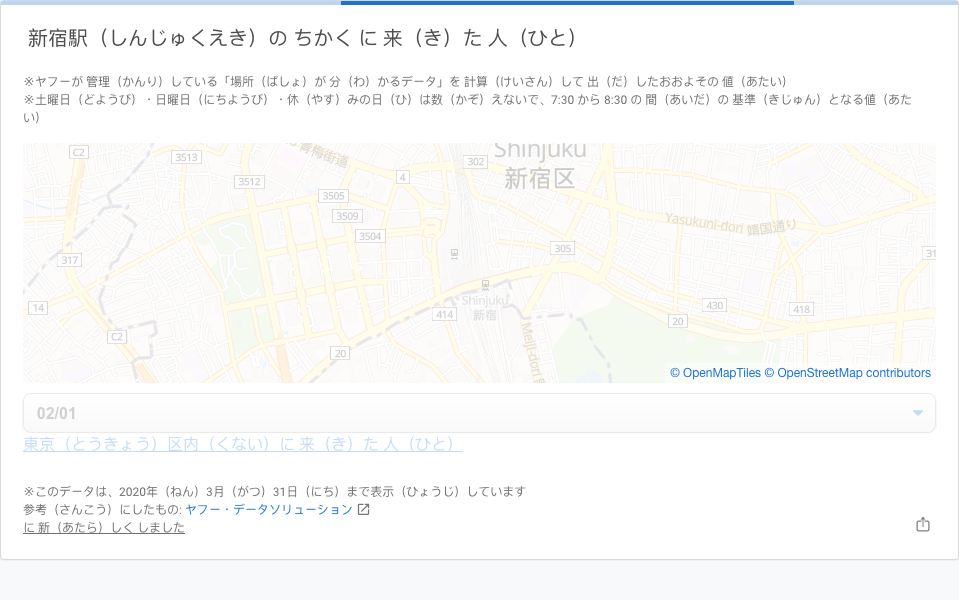 新宿駅（しんじゅくえき）の ちかく に 来（き）た 人（ひと）
※ヤフーが 管理（かんり）している「場所（ばしょ）が 分（わ）かるデータ」を 計算（けいさん）して 出（だ）したおおよその 値（あたい）
※土曜日（どようび）・日曜日（にちようび）・休（やす）みの日（ひ）は数（かぞ）えないで、7:30 から 8:30 の 間（あいだ）の 基準（きじゅん）となる値（あた
い）
C2
3513
青梅街道
302
Shinjuku
新宿区
4
3512
3505
3509
3504
Yasukuni-dori 靖国通り
305
317
31
Shinjuku
新宿
14
414
430
418
20
C2
20
Meiji-dori
© OpenMapTiles © OpenStreetMap contributors
02/01
東京（とうきょう）区内（くない）に 来（き）た 人（ひと）
※このデータは、2020年（ねん）3月（がつ）31日（にち）まで表示（ひょうじ）しています
参考（さんこう）にしたもの: ヤフー・データソリューション
に 新（あたら）しく しました